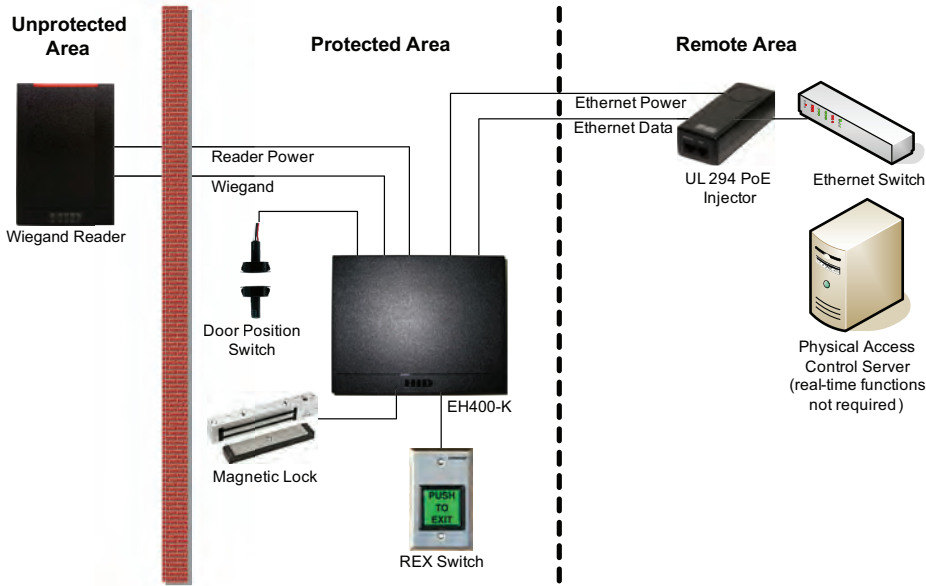 Unprotected
Area
Protected Area
Remote Area
Ethernet Power
Ethernet Data
Reader Power
Wiegand
UL 294 PoE
Injector
Ethernet Switch
Wiegand Reader
Door Position
Switch
HID
EH400-K
Physical Access
Control Server
(real-time functions
not required )
Magnetic Lock
PUSH
TO
EXIT
REX Switch